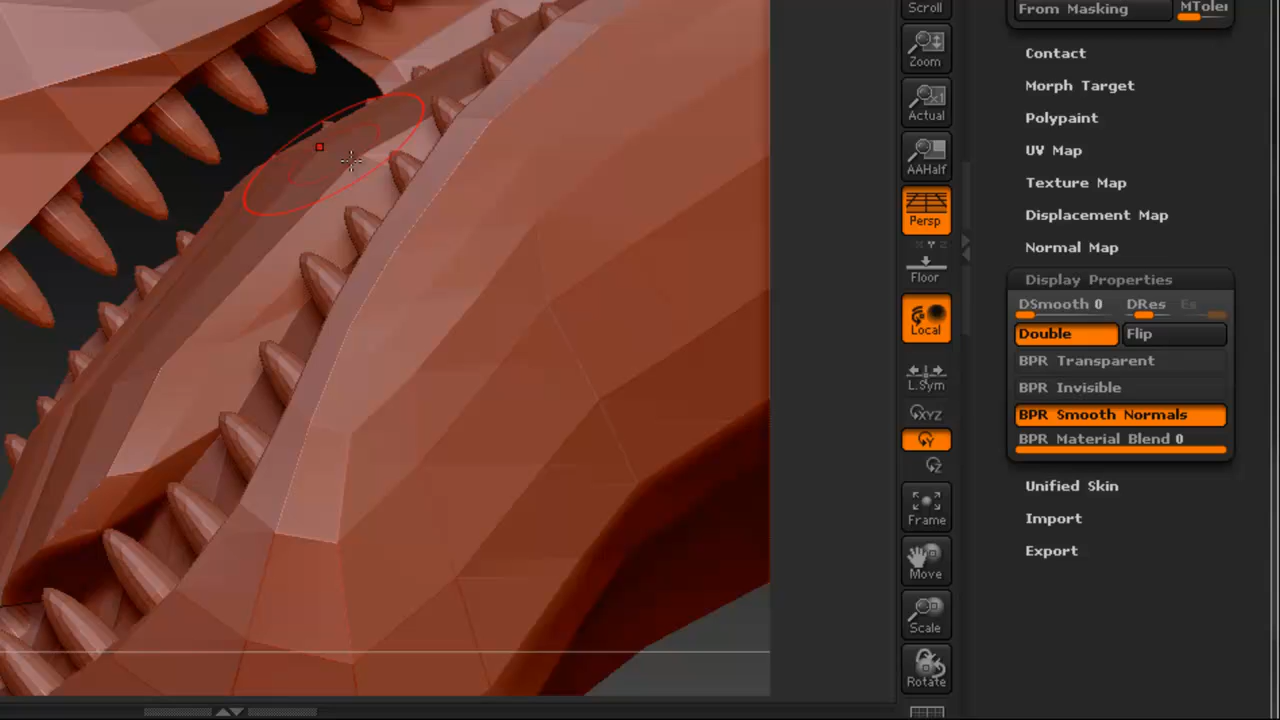 Scroll
Zoom
Actual
AAHalf
Persp
X Y Z
Floor
Local
L.Sym
XYZ
Y
Z
Frame
Move
Scale
Rotate
From Masking MToler
Contact
Morph Target
Polypaint
UV Map
Texture Map
Displacement Map
Normal Map
Display Properties
DSmooth 0 DRes Es
Double Flip
BPR Transparent
BPR Invisible
BPR Smooth Normals
BPR Material Blend 0
Unified Skin
Import
Export